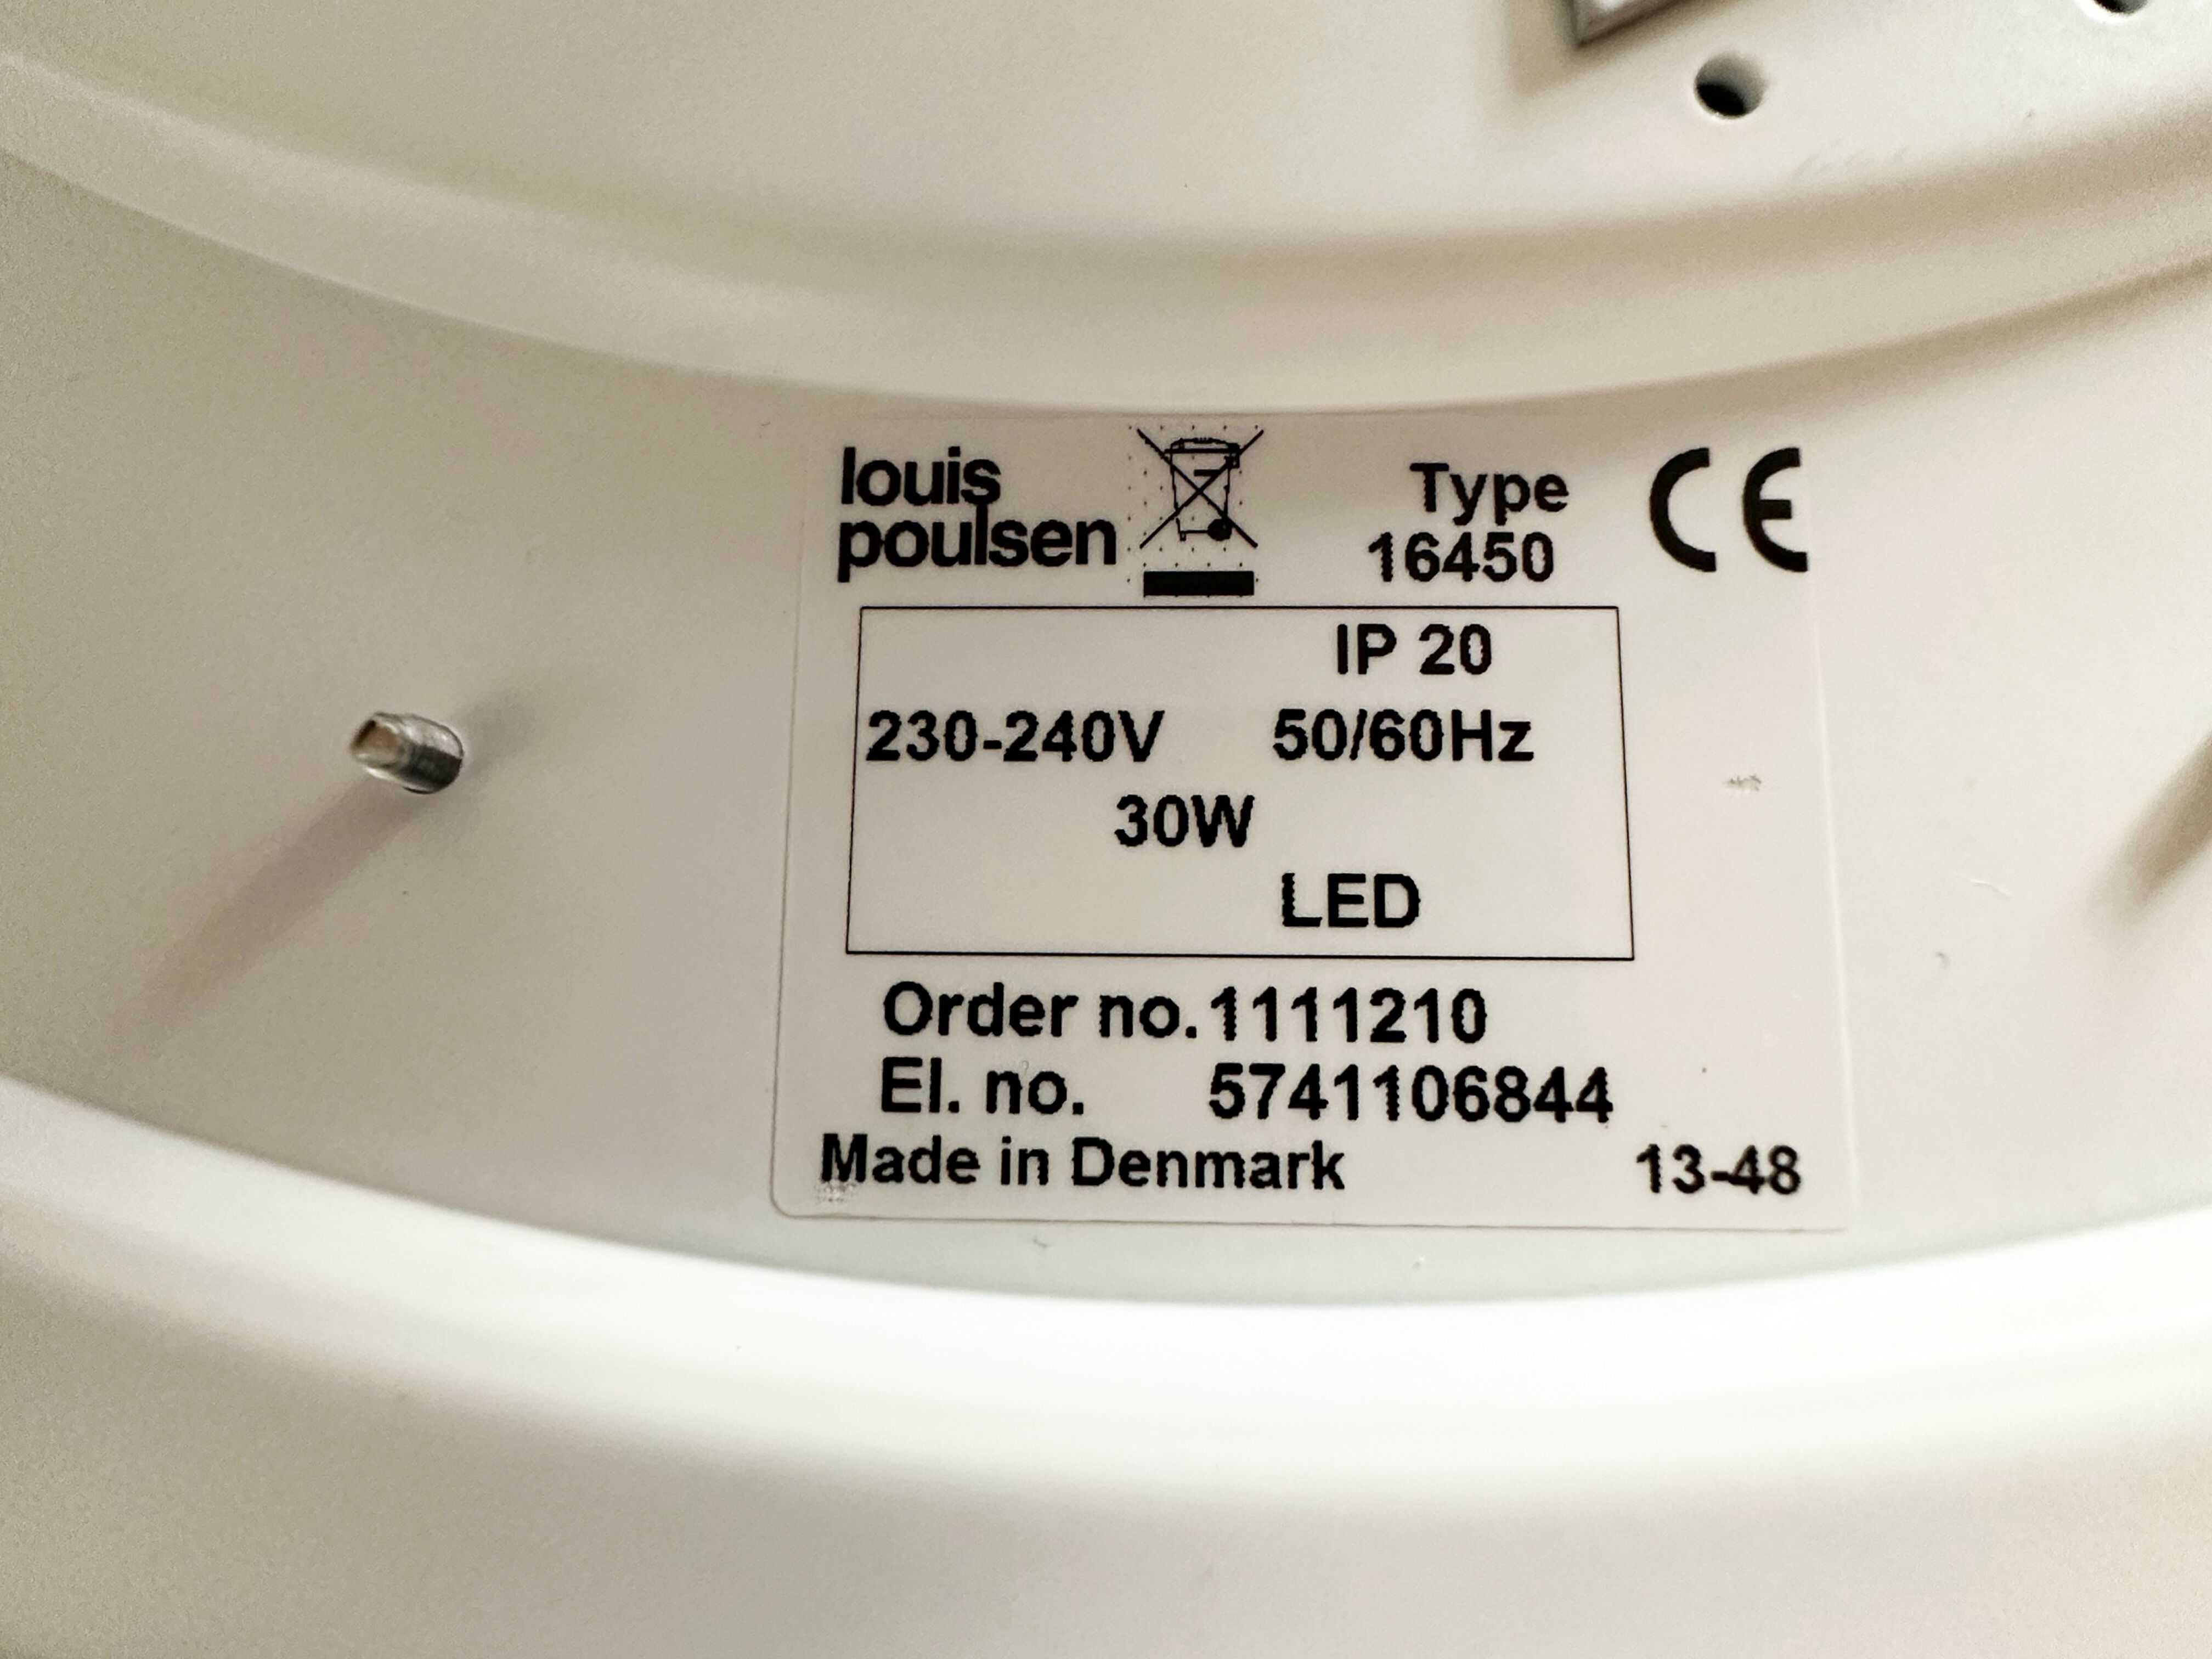 louis
poulsen
Type
16450
CE
IP 20
230-240V 50/60Hz
30W
LED
Order no. 1111210
El. no. 5741106844
Made in Denmark 13-48